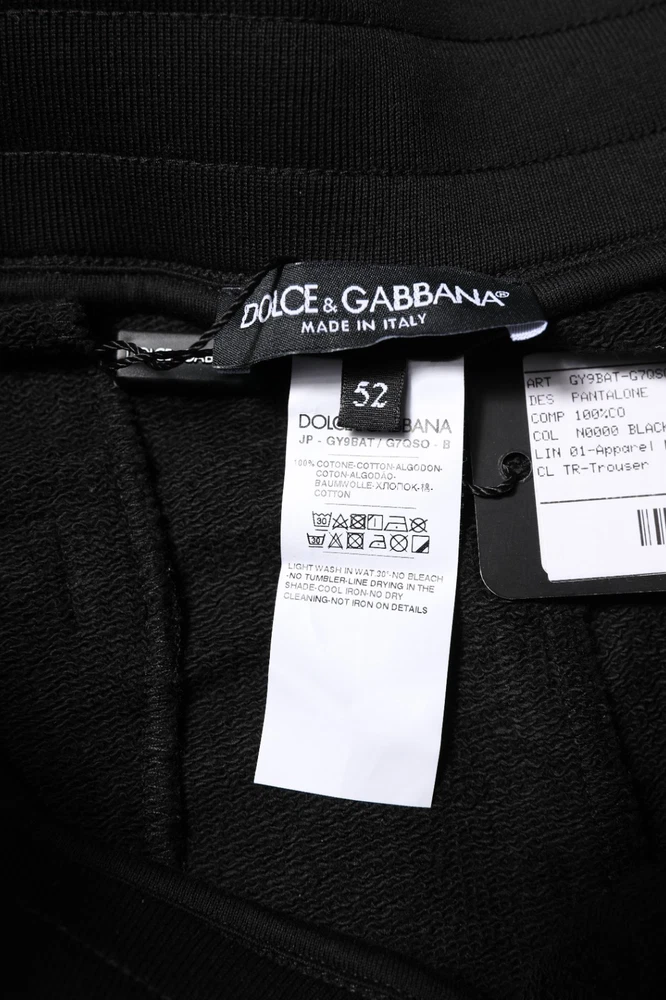 DOLCE & GABBANA®
MADE IN ITALY
52
JP - GY9BAT / G7QSO - B
100% COTONE-COTTON-ALGODON-
COTON-ALGODÃO-
BAUMWOLLE-ХЛОПОК-棉-
COTTON
LIGHT WASH IN WAT.30°-NO BLEACH
-NO TUMBLER-LINE DRYING IN THE
SHADE-COOL IRON-NO DRY
CLEANING-NOT IRON ON DETAILS
ART GY9BAT-G7QS
DES PANTALONE
COMP 100%CO
COL N0000 BLACK
LIN 01-Apparel
CL TR-Trouser